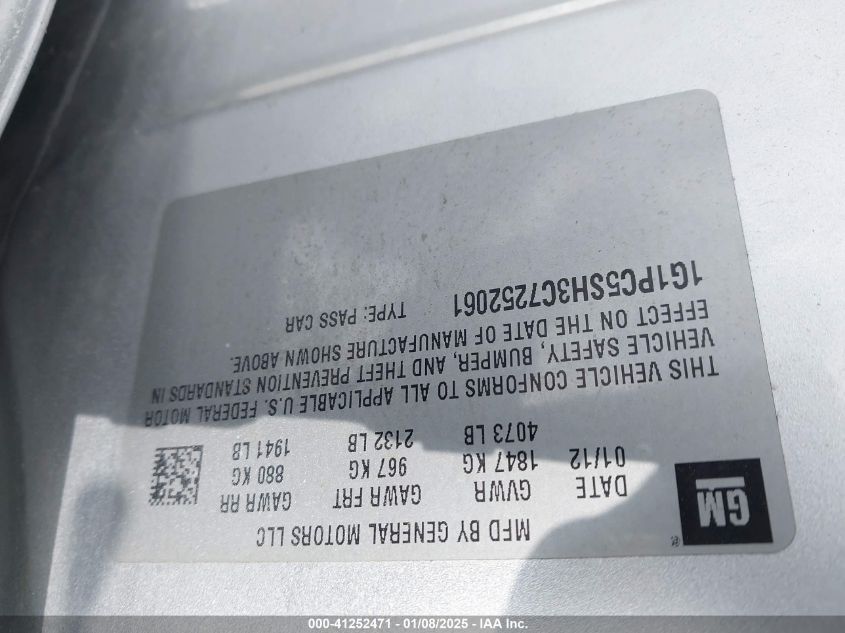 MFD BY GENERAL MOTORS LLC
GM
DATE GVWR GAWR FRT GAWR RR
01/12 1847 KG 967 KG 880 KG
4073 LB 2132 LB 1941 LB
THIS VEHICLE CONFORMS TO ALL APPLICABLE U.S. FEDERAL MOTOR
VEHICLE SAFETY, BUMPER, AND THEFT PREVENTION STANDARDS IN
EFFECT ON THE DATE OF MANUFACTURE SHOWN ABOVE.
1G1PC5SH3C7252061 TYPE: PASS CAR
000-41252471 - 01/08/2025 - IAA Inc.